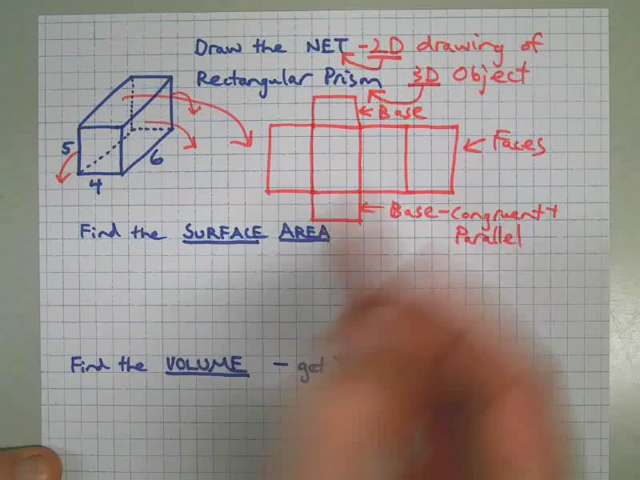 Draw the NET - 2D drawing of
Rectangular Prism 3D Object
Base
5
Faces
6
4
Base - congruent +
Parallel
Find the SURFACE AREA
Find the VOLUME - get